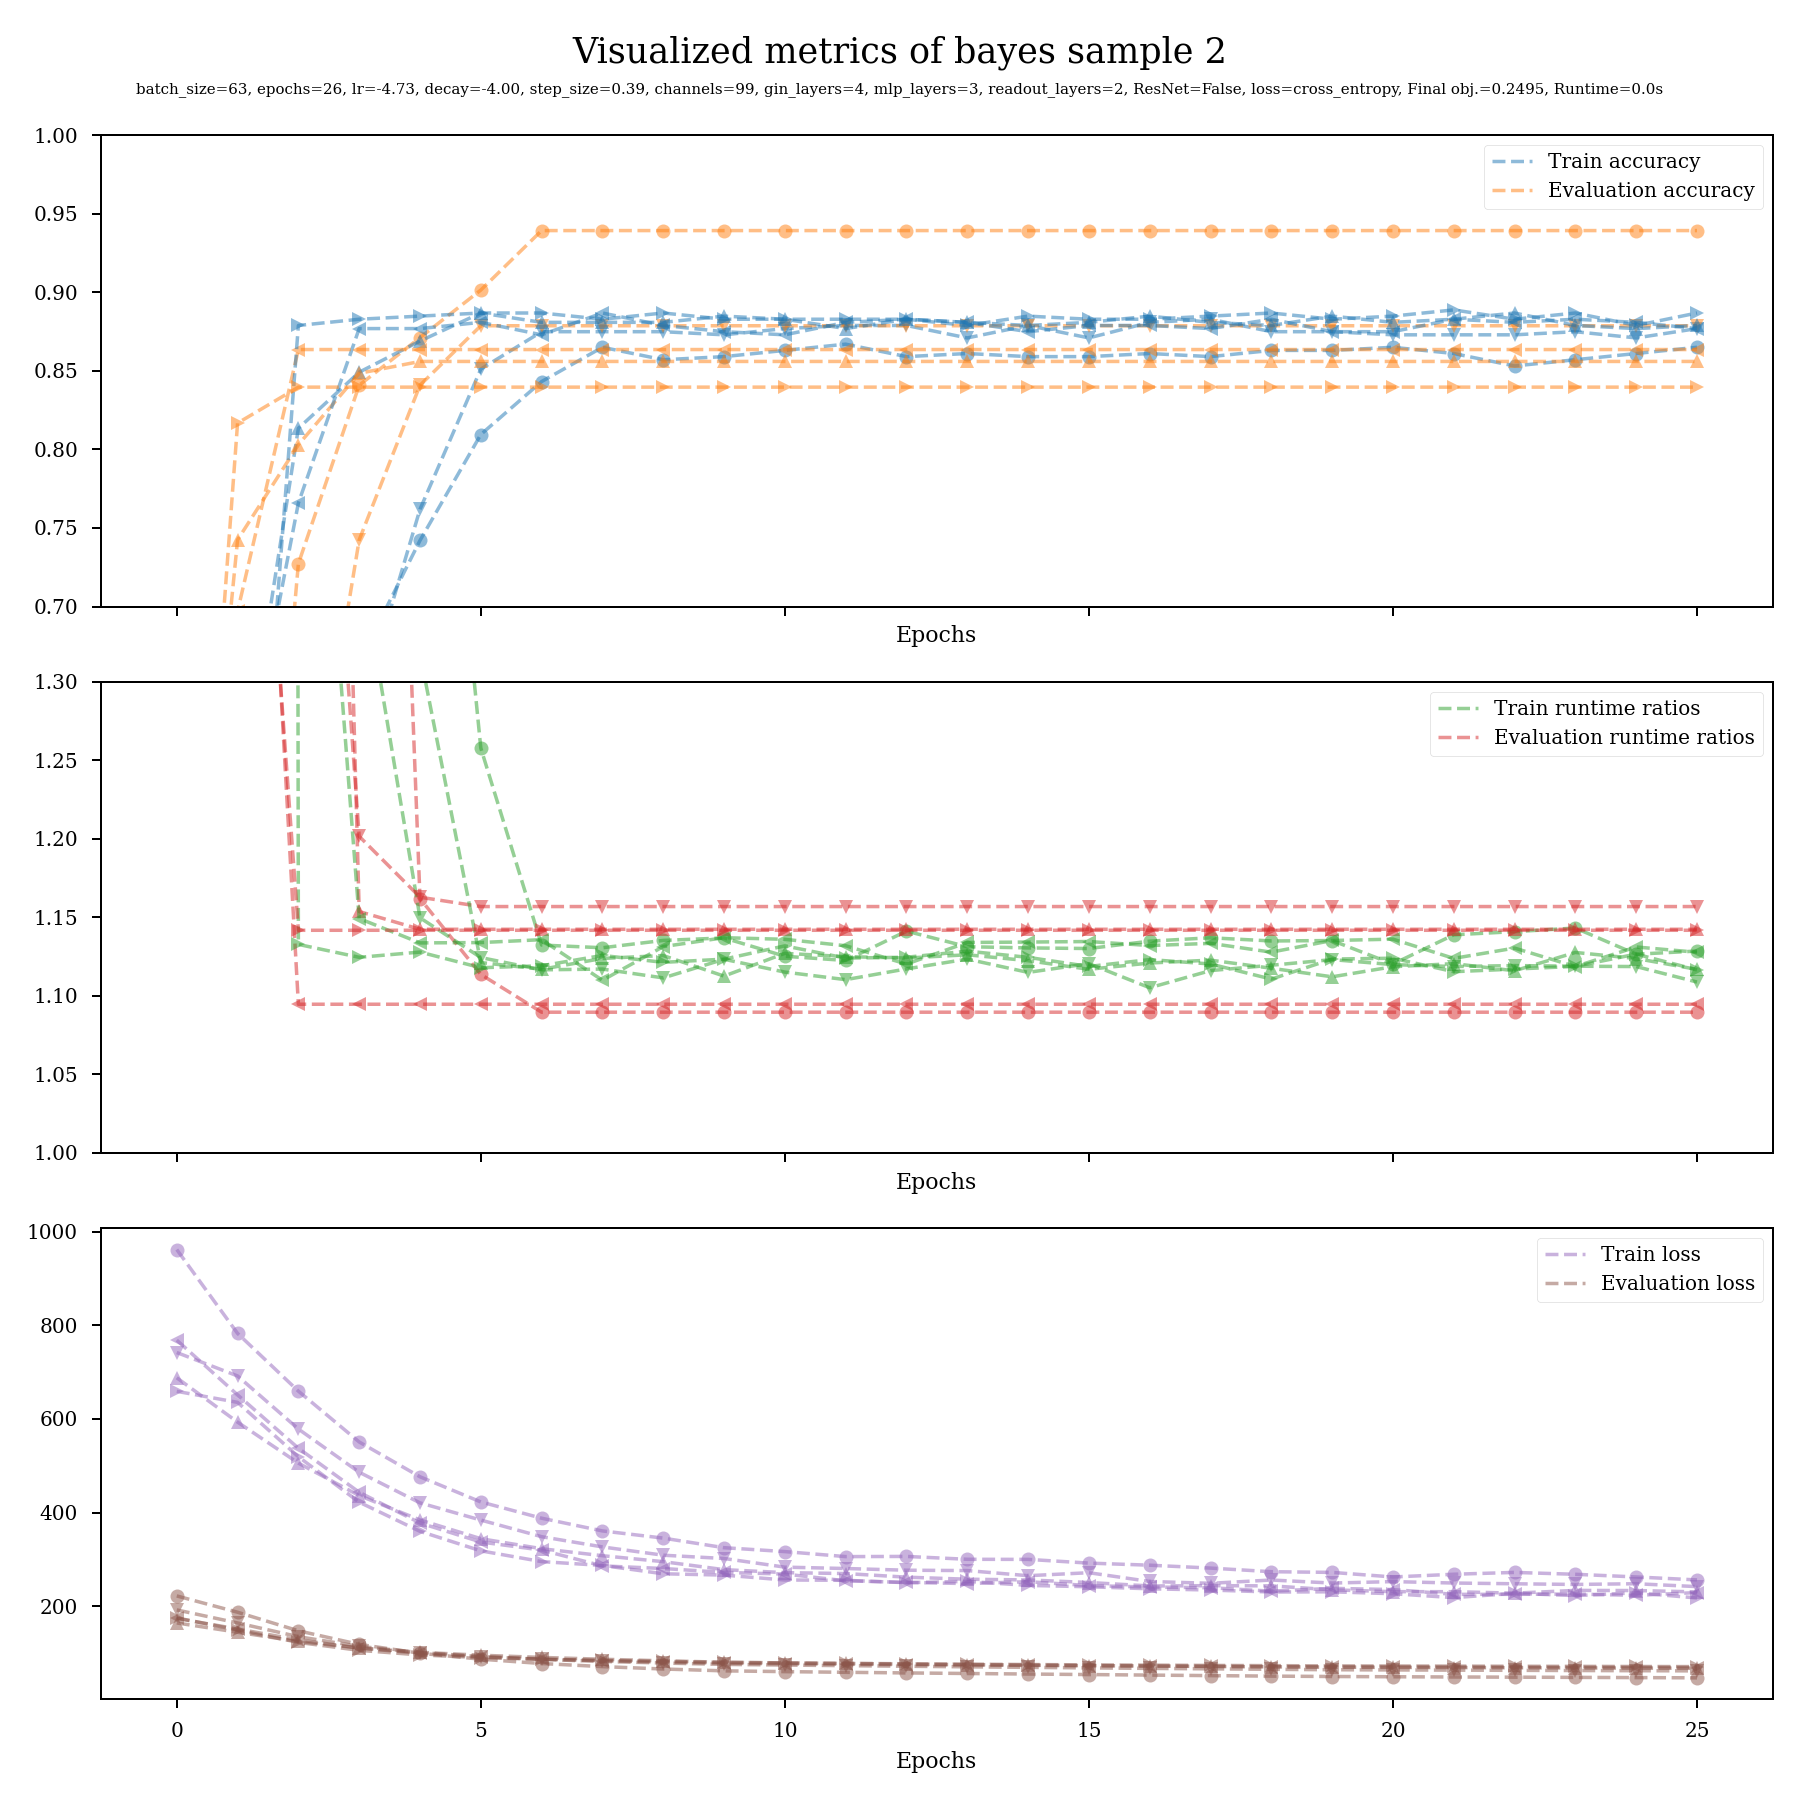 Visualized metrics of bayes sample 2
batch_size=63, epochs=26, lr=-4.73, decay=-4.00, step_size=0.39, channels=99, gin_layers=4, mlp_layers=3, readout_layers=2, ResNet=False, loss=cross_entropy, Final obj.=0.2495, Runtime=0.0s
1.00
0.95
0.90
0.85
0.80
0.75
0.70
Train accuracy
Evaluation accuracy
Epochs
1.30
1.25
1.20
1.15
1.10
1.05
1.00
Train runtime ratios
Evaluation runtime ratios
Epochs
1000
800
600
400
200
Train loss
Evaluation loss
0 5 10 15 20 25
Epochs